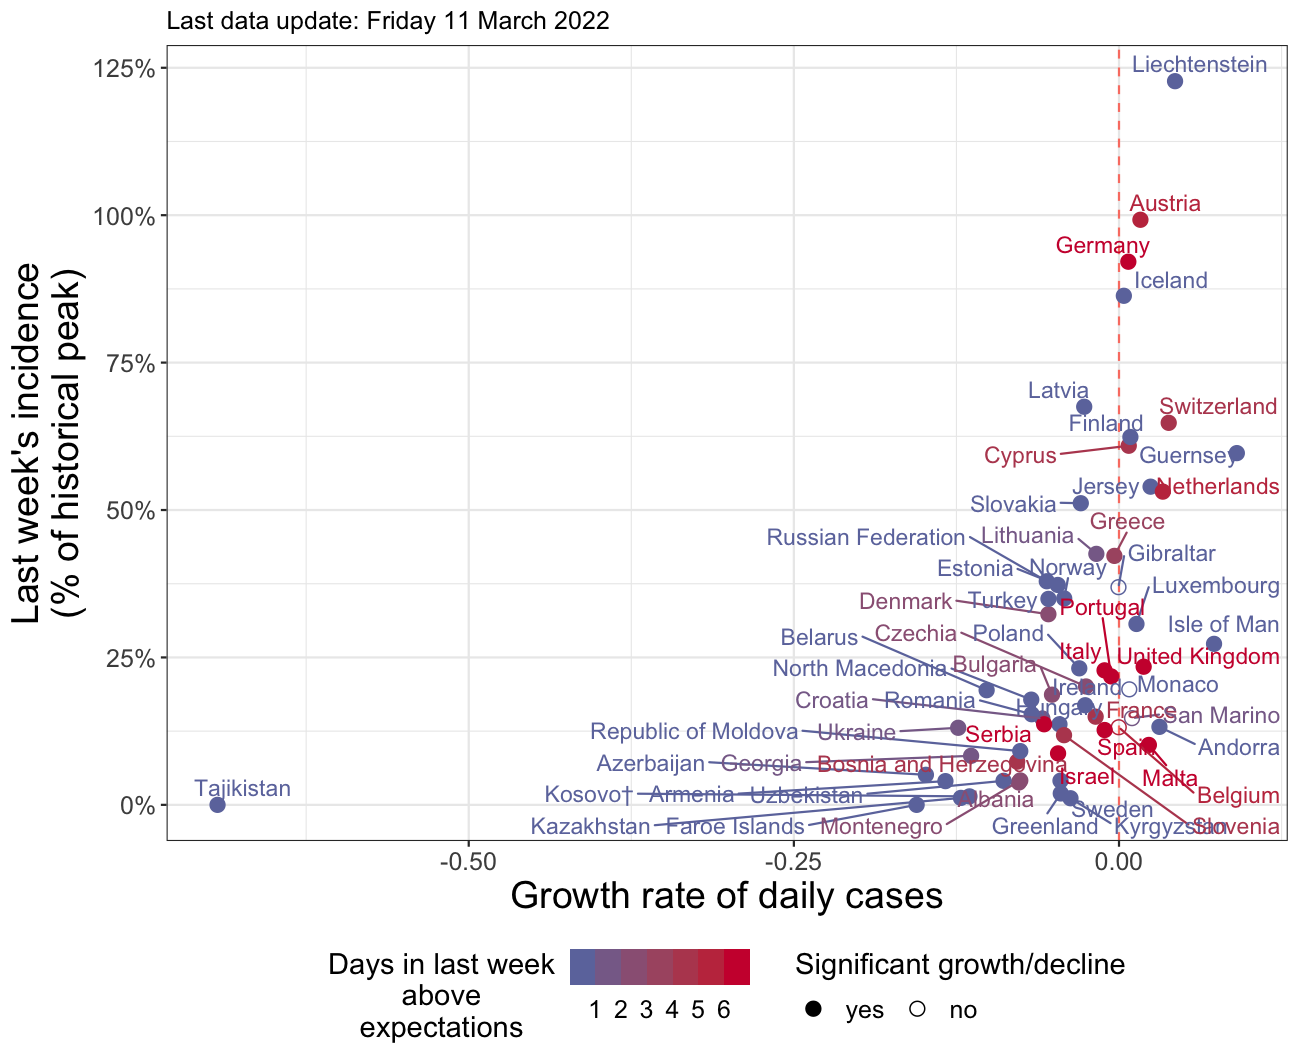 Last data update: Friday 11 March 2022
Last week's incidence
(% of historical peak)
125%
100%
75%
50%
25%
0%
Liechtenstein
Austria
Germany
Iceland
Latvia
Switzerland
Finland
Cyprus
Guernsey
Jersey
Netherlands
Slovakia
Greece
Russian Federation
Lithuania
Gibraltar
Estonia
Norway
Luxembourg
Denmark
Turkey
Portugal
Isle of Man
Belarus
Czechia
Poland
Italy
United Kingdom
North Macedonia
Bulgaria
Ireland
Monaco
Croatia
Romania
Hungary
France
San Marino
Republic of Moldova
Ukraine
Serbia
Spain
Andorra
Azerbaijan
Georgia
Bosnia and Herzegovina
Israel
Malta
Tajikistan
Kosovo†
Armenia
Uzbekistan
Albania
Belgium
Sweden
Kazakhstan
Faroe Islands
Montenegro
Greenland
Kyrgyzstan
Slovenia
-0.50
-0.25
0.00
Growth rate of daily cases
Days in last week
above
expectations
1 2 3 4 5 6
Significant growth/decline
yes
no